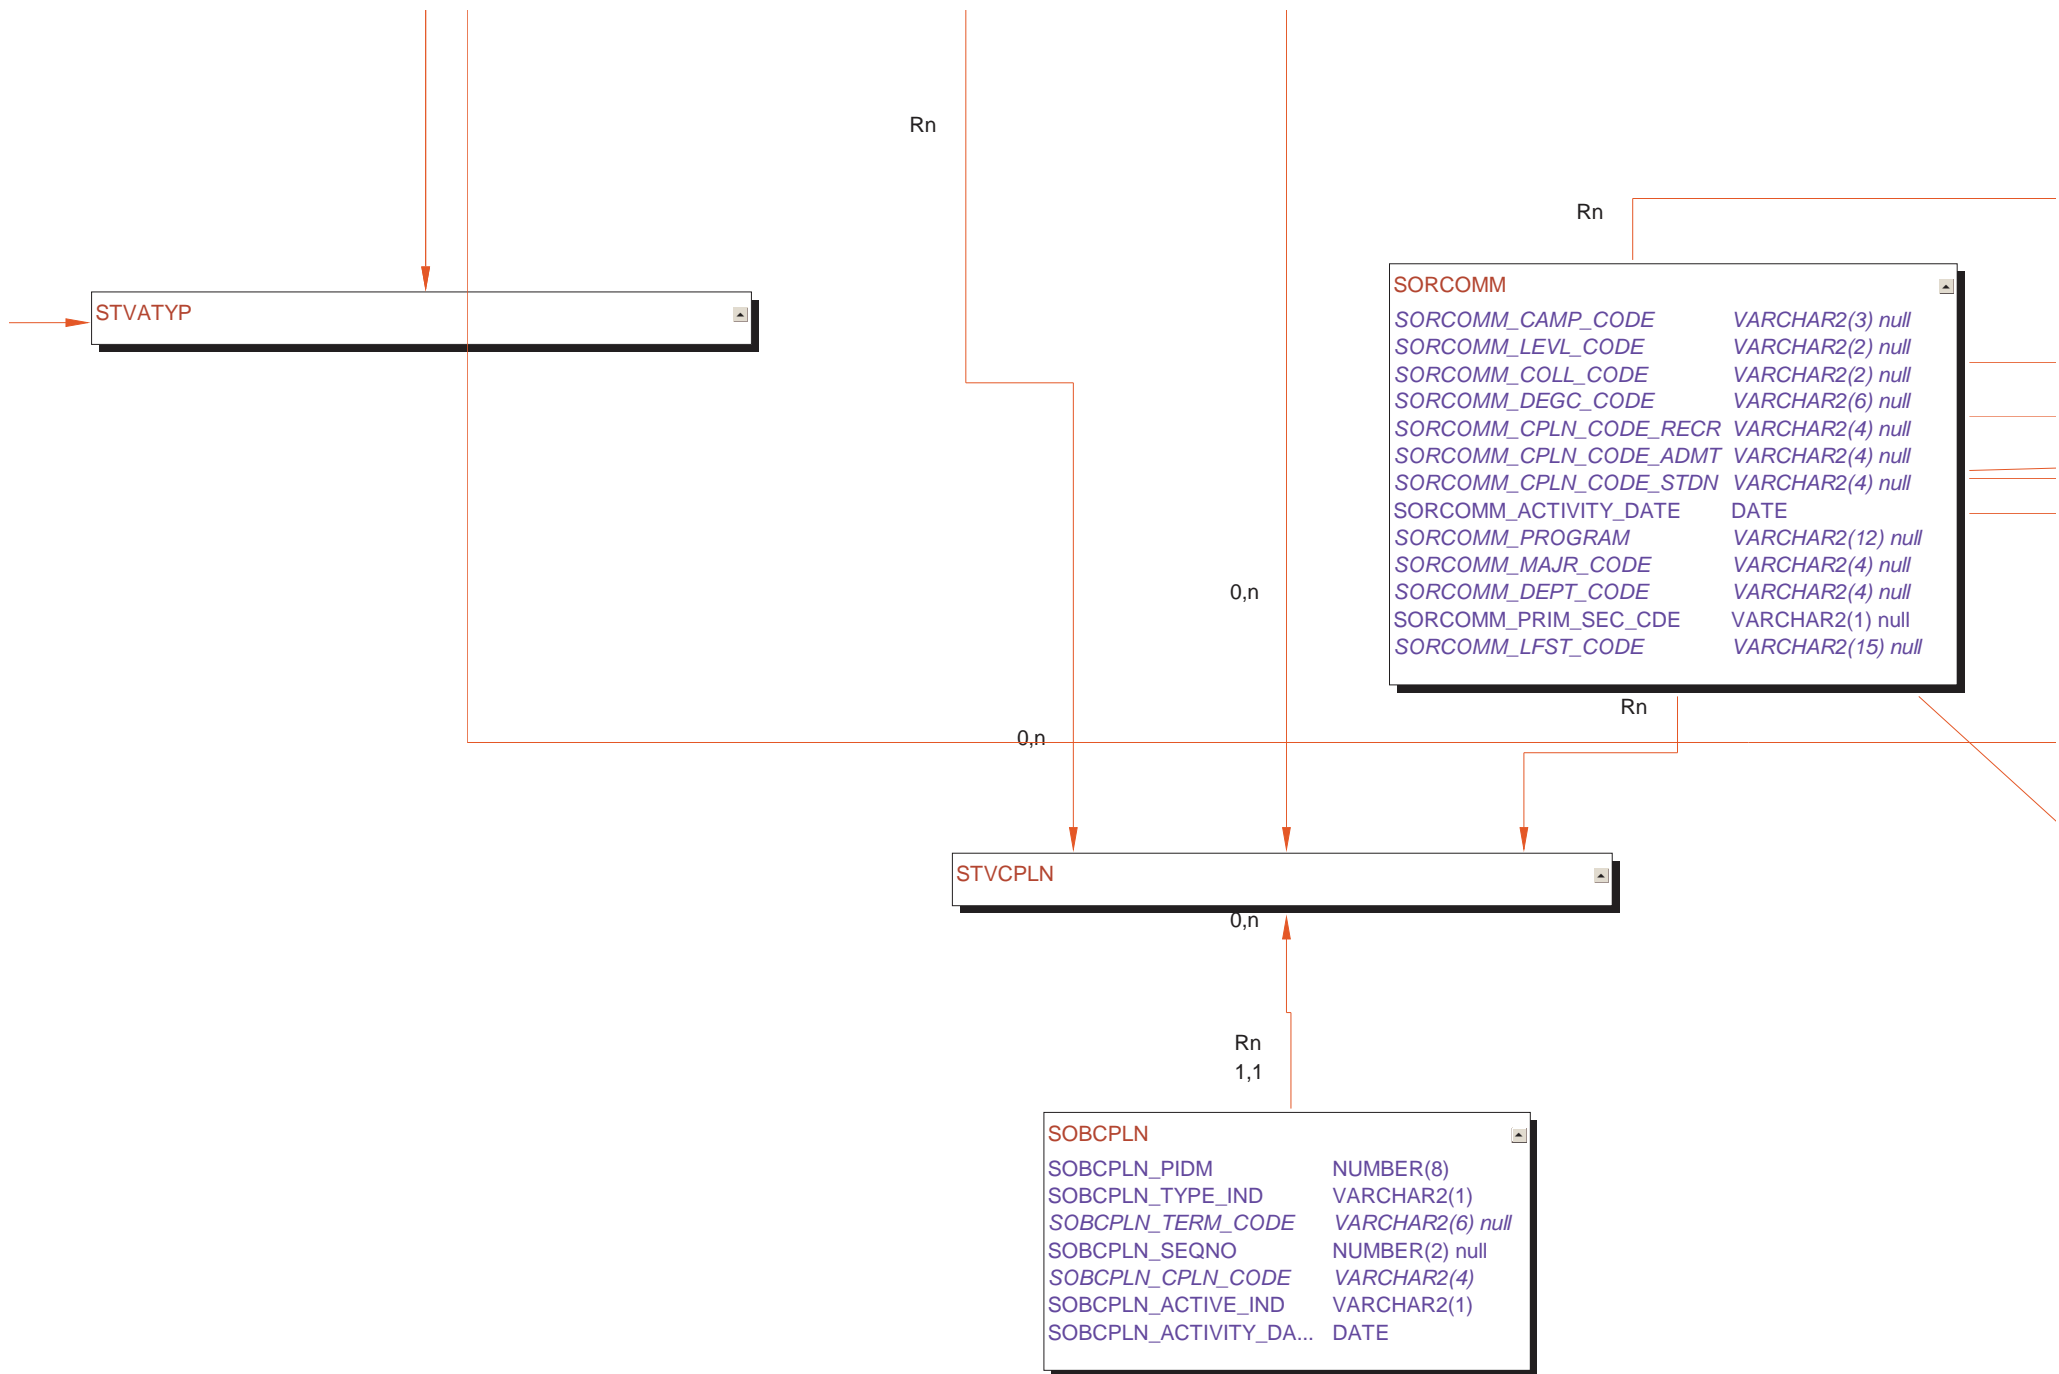 Rn
Rn
STVATYP
SORCOMM
SORCOMM_CAMP_CODE VARCHAR2(3) null
SORCOMM_LEVL_CODE VARCHAR2(2) null
SORCOMM_COLL_CODE VARCHAR2(2) null
SORCOMM_DEGC_CODE VARCHAR2(6) null
SORCOMM_CPLN_CODE_RECR VARCHAR2(4) null
SORCOMM_CPLN_CODE_ADMT VARCHAR2(4) null
SORCOMM_CPLN_CODE_STDN VARCHAR2(4) null
SORCOMM_ACTIVITY_DATE DATE
SORCOMM_PROGRAM VARCHAR2(12) null
SORCOMM_MAJR_CODE VARCHAR2(4) null
SORCOMM_DEPT_CODE VARCHAR2(4) null
SORCOMM_PRIM_SEC_CDE VARCHAR2(1) null
SORCOMM_LFST_CODE VARCHAR2(15) null
0,n
Rn
0,n
STVCPLN
0,n
Rn
1,1
SOBCPLN
SOBCPLN_PIDM NUMBER(8)
SOBCPLN_TYPE_IND VARCHAR2(1)
SOBCPLN_TERM_CODE VARCHAR2(6) null
SOBCPLN_SEQNO NUMBER(2) null
SOBCPLN_CPLN_CODE VARCHAR2(4)
SOBCPLN_ACTIVE_IND VARCHAR2(1)
SOBCPLN_ACTIVITY_DA... DATE